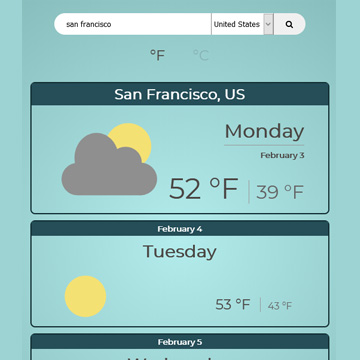 san francisco
United States
°F
°C
San Francisco, US
Monday
February 3
52 °F
39 °F
February 4
Tuesday
53 °F
43 °F
February 5